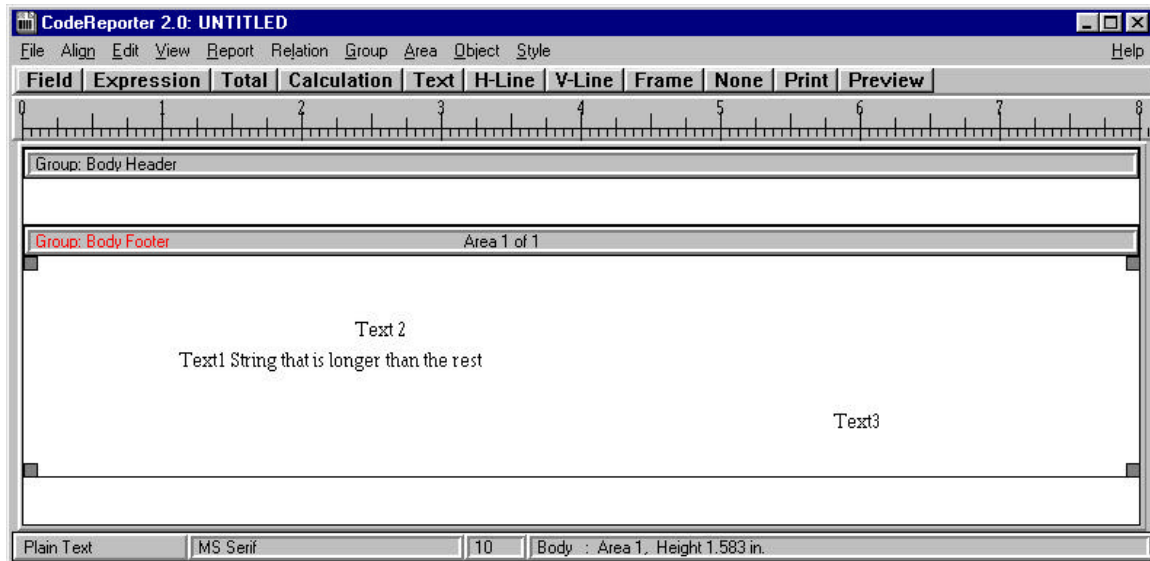 CodeReporter 2.0: UNTITLED
File Align Edit View Report Relation Group Area Object Style Help
Field Expression Total Calculation Text H-Line V-Line Frame None Print Preview
0 1 2 3 4 5 6 7 8
Group: Body Header
Group: Body Footer Area 1 of 1
Text 2
Text1 String that is longer than the rest
Text3
Plain Text MS Serif 10 Body : Area 1, Height 1.583 in.